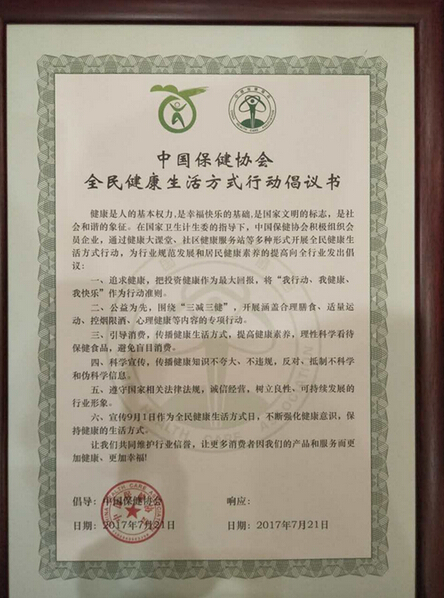 中国保健协会
全民健康生活方式行动倡议书
健康是人的基本权力,是幸福快乐的基础,是国家文明的标志,是社
会和谐的象征。在国家卫生计生委的指导下,中国保健协会积极组织会
员企业,通过健康大课堂、社区健康服务站等多种形式开展全民健康生
活方式行动,为行业规范发展和居民健康素养的提高向全行业发出倡
议:
一、追求健康,把投资健康作为最大回报,将“我行动、我健康、
我快乐”作为行动准则。
二、公益为先,围绕“三减三健”,开展涵盖合理膳食、适量运
动、控烟限酒、心理健康等内容的专项行动。
三、引导消费,传播健康生活方式,提高健康素养,理性科学看待
保健食品,避免盲目消费。
四、科学宣传,传播健康知识不夸大、不违规,反对、抵制不科学
和伪科学信息。
五、遵守国家相关法律法规,诚信经营,树立良性、可持续发展的
行业形象。
六、宣传9月1日作为全民健康生活方式日,不断强化健康意识,保
持健康的生活方式。
让我们共同维护行业信誉,让更多消费者因我们的产品和服务而更
加健康、更加幸福!
倡导:中国保健协会 响应:
日期:2017年7月21日 日期:2017年7月21日